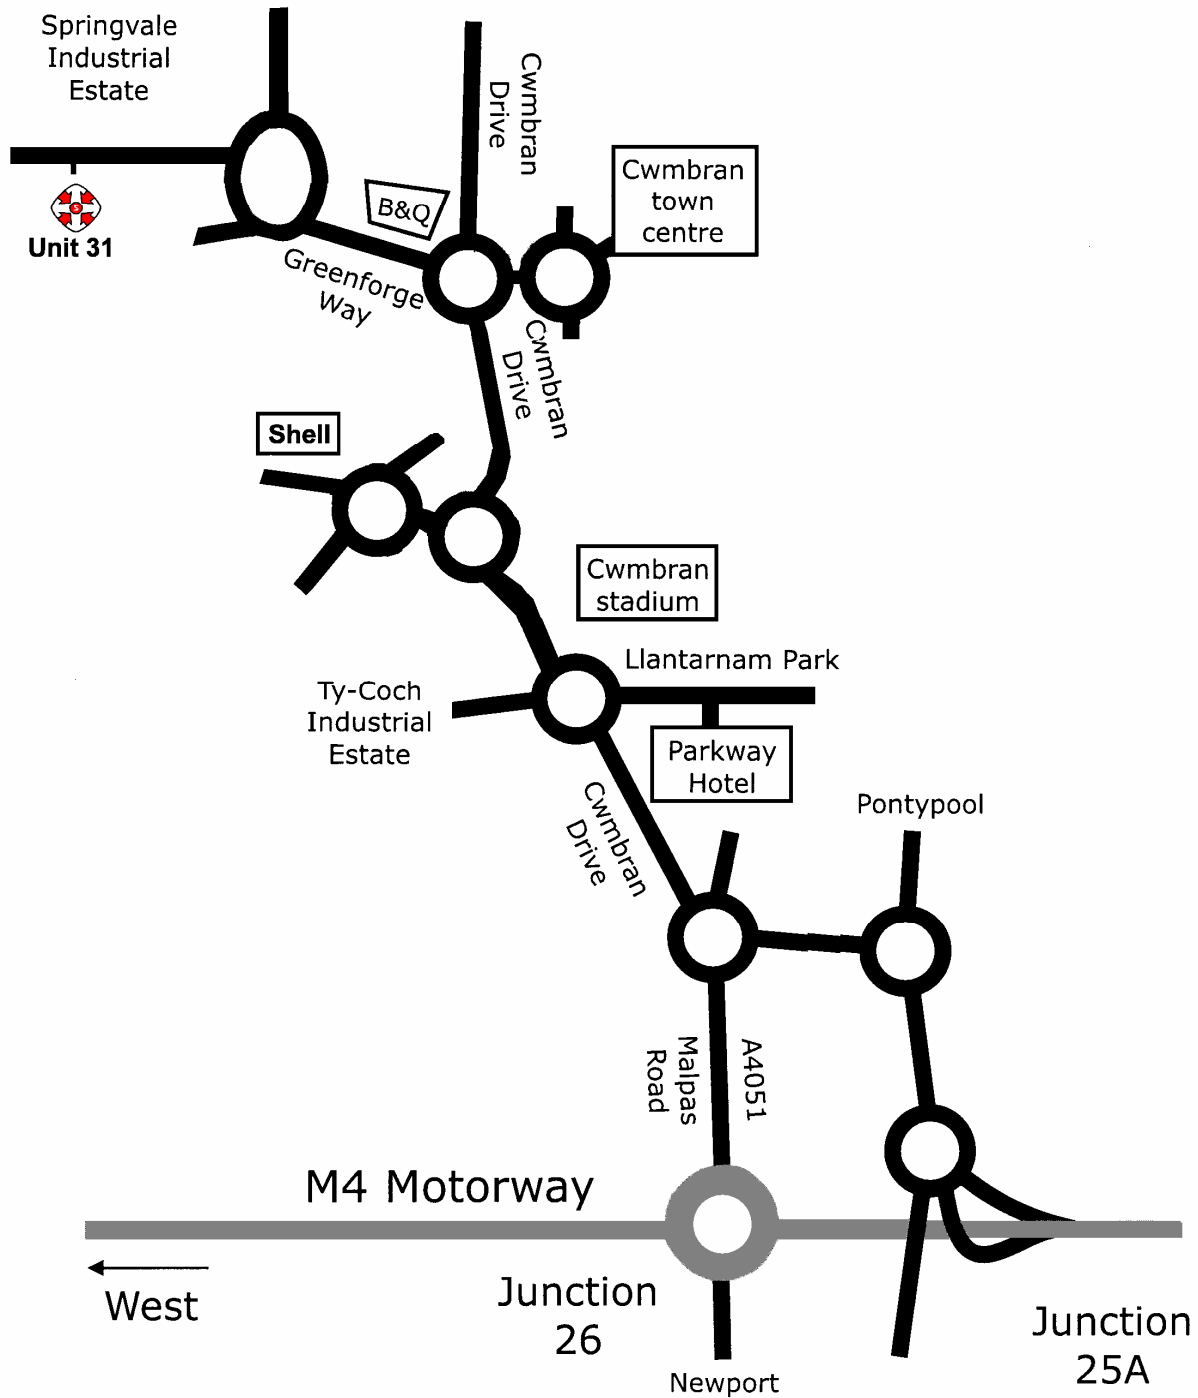 Springvale
Industrial
Estate
Cwmbran
Drive
Cwmbran
town
centre
B&Q
Unit 31
Greenforge
Way
Cwmbran
Drive
Shell
Cwmbran
stadium
Llantarnam Park
Ty-Coch
Industrial
Estate
Parkway
Hotel
Cwmbran
Drive
Pontypool
A4051
Malpas
Road
M4 Motorway
West
Junction
26
Junction
25A
Newport